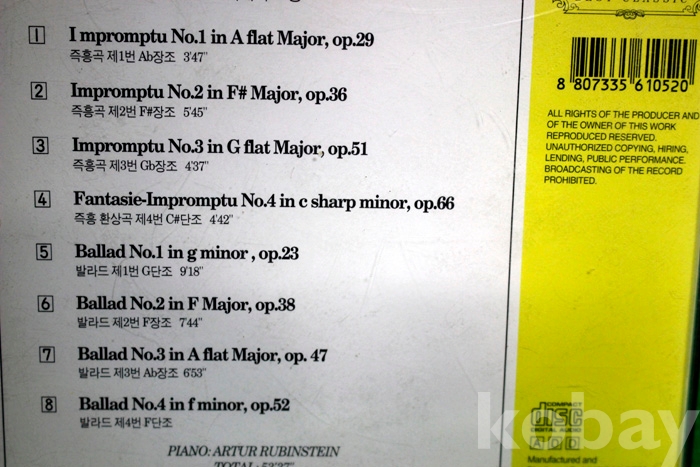 1 I mpromptu No.1 in A flat Major, op.29
즉흥곡 제1번 Ab장조 3'47"
2 Impromptu No.2 in F# Major, op.36
즉흥곡 제2번 F#장조 5'45"
3 Impromptu No.3 in G flat Major, op.51
즉흥곡 제3번 Gb장조 4'37"
4 Fantasie-Impromptu No.4 in c sharp minor, op.66
즉흥 환상곡 제4번 C#단조 4'42"
5 Ballad No.1 in g minor , op.23
발라드 제1번 G단조 9'18"
6 Ballad No.2 in F Major, op.38
발라드 제2번 F장조 7'44"
7 Ballad No.3 in A flat Major, op. 47
발라드 제3번 Ab장조 6'53"
8 Ballad No.4 in f minor, op.52
발라드 제4번 F단조
PIANO: ARTUR RUBINSTEIN
TOTAL: 53'37"
8 807335 610520
ALL RIGHTS OF THE PRODUCER AND
OF THE OWNER OF THIS WORK
REPRODUCED RESERVED.
UNAUTHORIZED COPYING, HIRING,
LENDING, PUBLIC PERFORMANCE.
BROADCASTING OF THE RECORD
PROHIBITED.
COMPACT
disc
DIGITAL AUDIO
Manufactured and
kebay